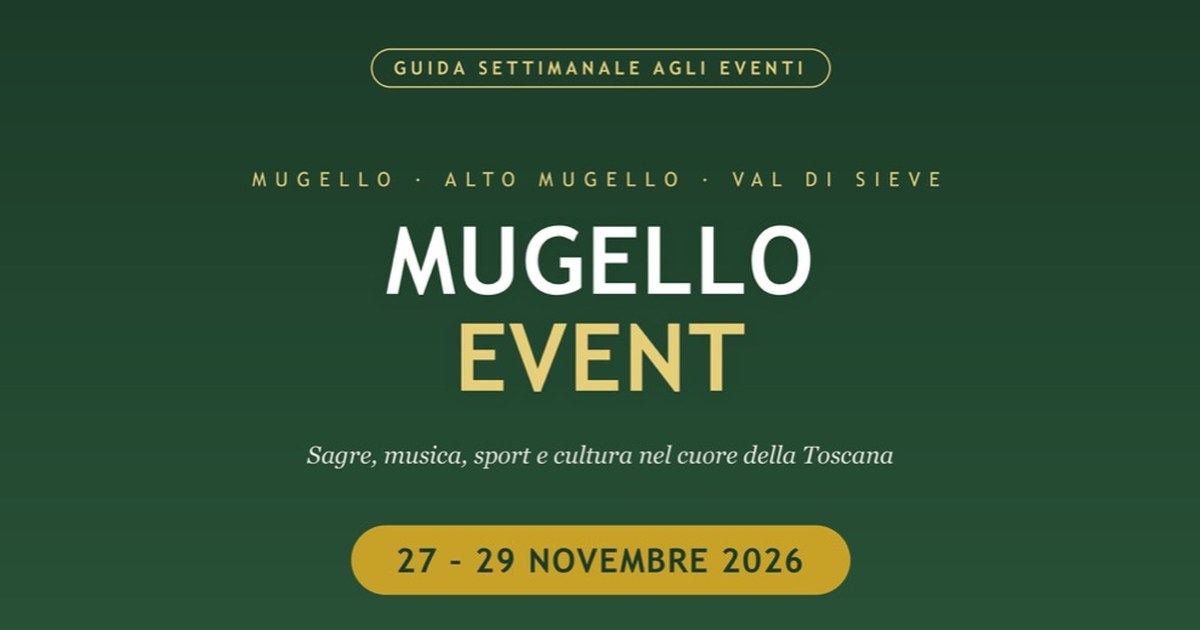 GUIDA SETTIMANALE AGLI EVENTI
MUGELLO · ALTO MUGELLO · VAL DI SIEVE
MUGELLO
EVENT
Sagre, musica, sport e cultura nel cuore della Toscana
27 - 29 NOVEMBRE 2026